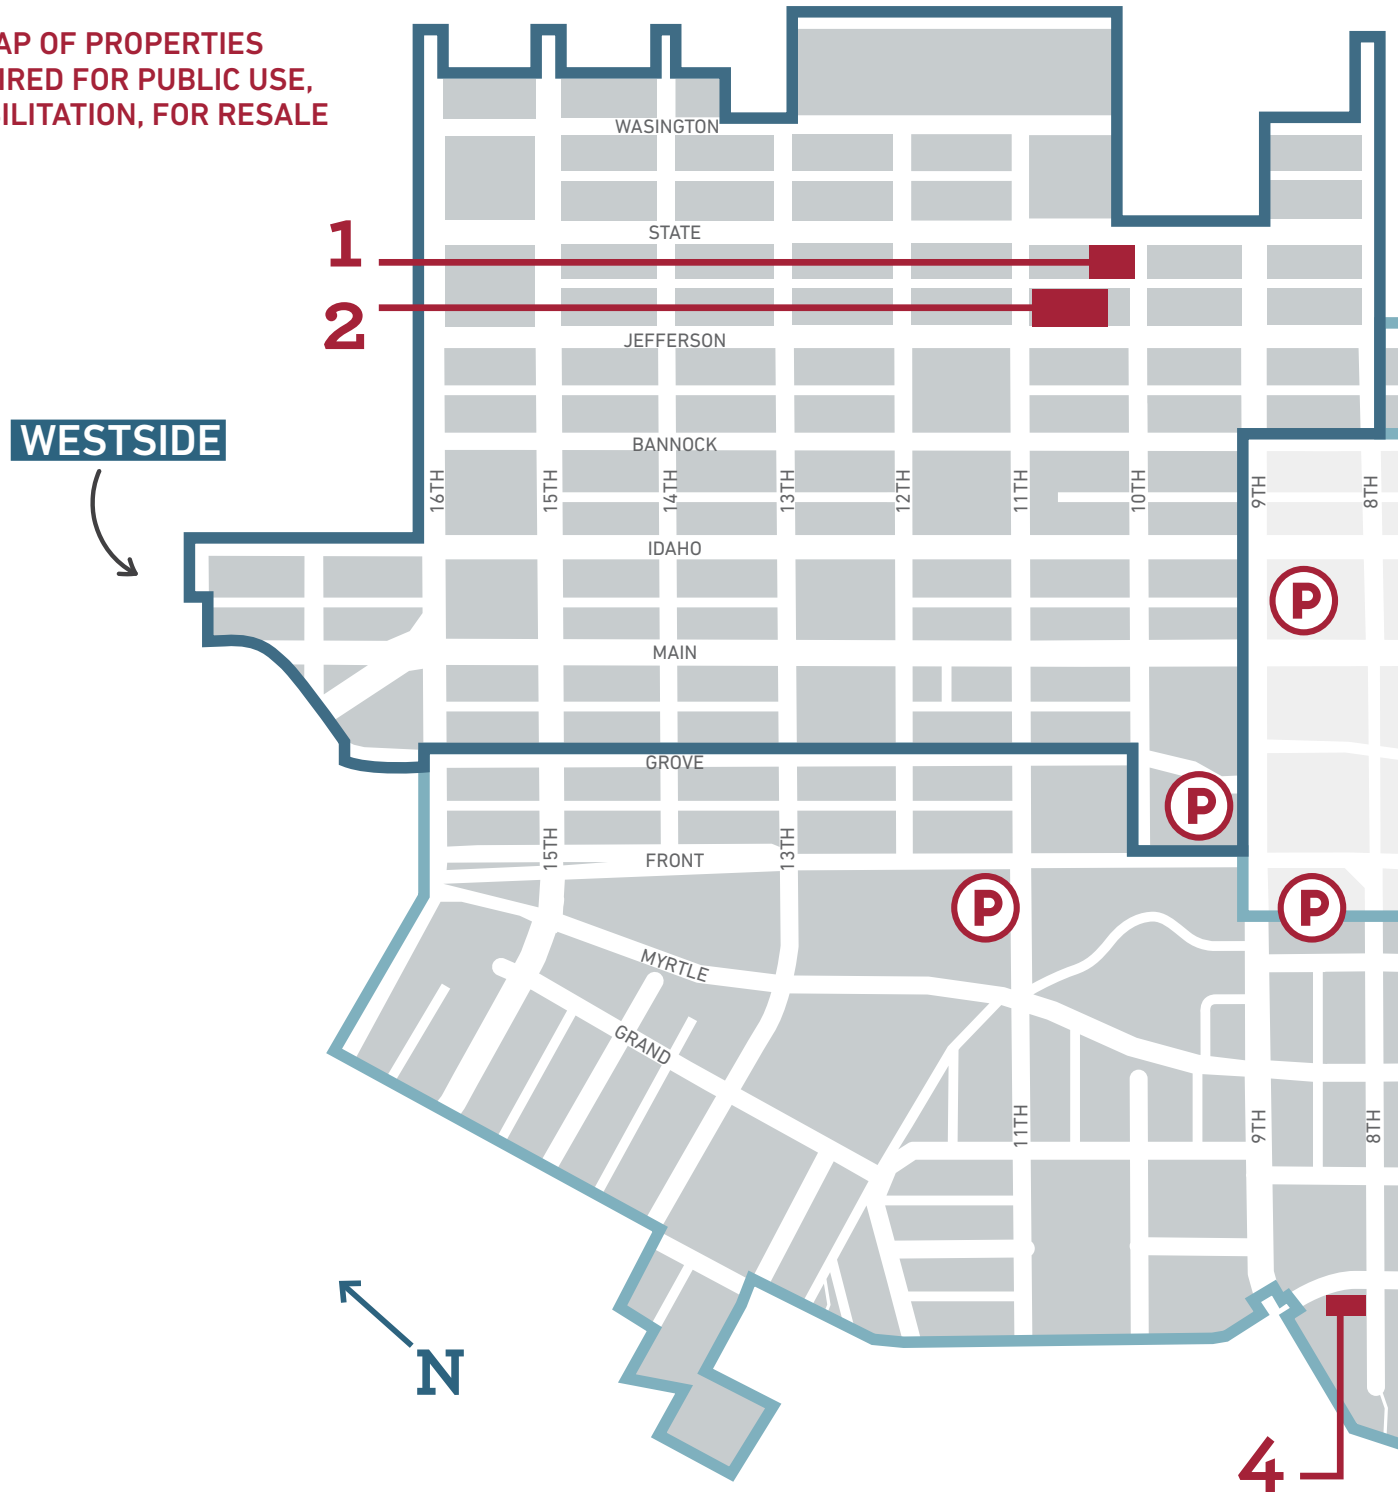 AP OF PROPERTIES
IRED FOR PUBLIC USE,
ILITATION, FOR RESALE
WASINGTON
1
STATE
2
JEFFERSON
WESTSIDE
BANNOCK
16TH
15TH
14TH
13TH
12TH
11TH
10TH
9TH
8TH
IDAHO
P
MAIN
GROVE
P
15TH
FRONT
13TH
P
P
MYRTLE
GRAND
11TH
9TH
8TH
N
4